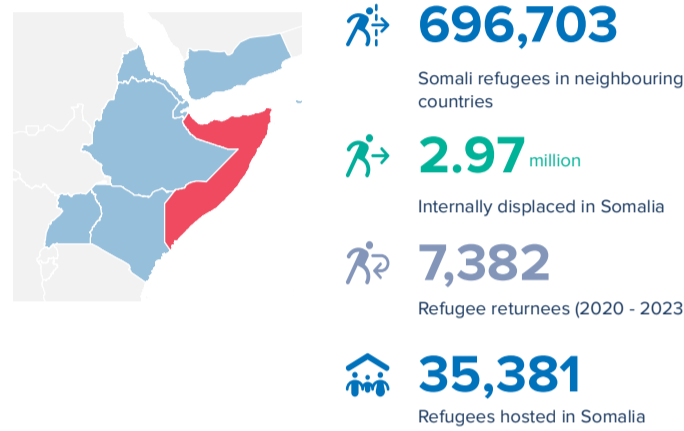 696,703
Somali refugees in neighbouring
countries
2.97 million
Internally displaced in Somalia
7,382
Refugee returnees (2020 - 2023
35,381
Refugees hosted in Somalia